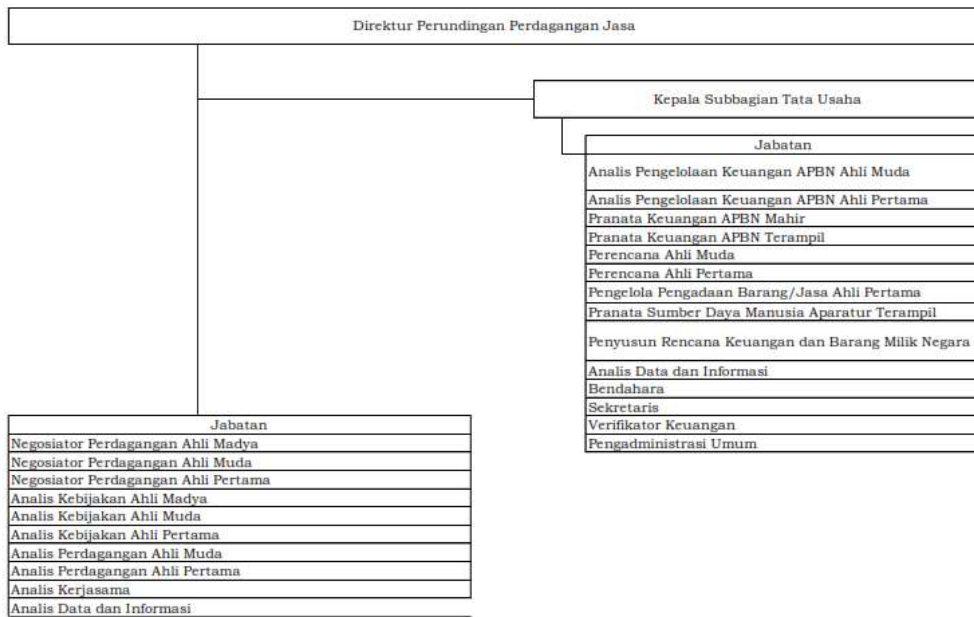 Direktur Perundingan Perdagangan Jasa
Kepala Subbagian Tata Usaha
Jabatan
Analis Pengelolaan Keuangan APBN Ahli Muda
Analis Pengelolaan Keuangan APBN Ahli Pertama
Pranata Keuangan APBN Mahir
Pranata Keuangan APBN Terampil
Perencana Ahli Muda
Perencana Ahli Pertama
Pengelola Pengadaan Barang/Jasa Ahli Pertama
Pranata Sumber Daya Manusia Aparatur Terampil
Penyusun Rencana Keuangan dan Barang Milik Negara
Analis Data dan Informasi
Bendahara
Sekretaris
Verifikator Keuangan
Pengadministrasi Umum
Jabatan
Negosiator Perdagangan Ahli Madya
Negosiator Perdagangan Ahli Muda
Negosiator Perdagangan Ahli Pertama
Analis Kebijakan Ahli Madya
Analis Kebijakan Ahli Muda
Analis Kebijakan Ahli Pertama
Analis Perdagangan Ahli Muda
Analis Perdagangan Ahli Pertama
Analis Kerjasama
Analis Data dan Informasi